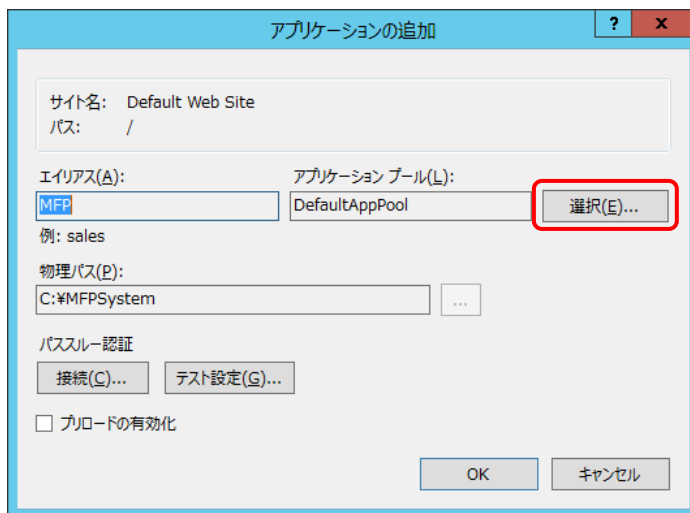 アプリケーションの追加
? x
サイト名: Default Web Site
パス: /
エイリアス(A): アプリケーション プール(L):
MFP DefaultAppPool 選択(E)...
例: sales
物理パス(P):
C:¥MFPSystem ...
パススルー認証
接続(C)... テスト設定(G)...
プリロードの有効化
OK キャンセル